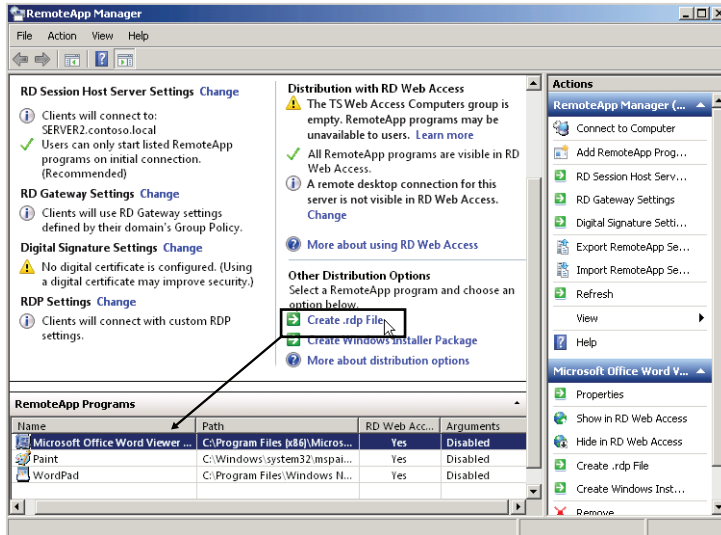 RemoteApp Manager
File Action View Help
RD Session Host Server Settings Change
Clients will connect to:
SERVER2.contoso.local
Users can only start listed RemoteApp
programs on initial connection.
(Recommended)
RD Gateway Settings Change
Clients will use RD Gateway settings
defined by their domain's Group Policy.
Digital Signature Settings Change
No digital certificate is configured. (Using
a digital certificate may improve security.)
RDP Settings Change
Clients will connect with custom RDP
settings.
Distribution with RD Web Access
The TS Web Access Computers group is
empty. RemoteApp programs may be
unavailable to users. Learn more
All RemoteApp programs are visible in RD
Web Access.
A remote desktop connection for this
server is not visible in RD Web Access.
Change
More about using RD Web Access
Other Distribution Options
Select a RemoteApp program and choose an
option below.
Create .rdp File
Create Windows Installer Package
More about distribution options
RemoteApp Programs
Name Path RD Web Acc... Arguments
Microsoft Office Word Viewer ... C:\Program Files (x86)\Micros... Yes Disabled
Paint C:\Windows\system32\mspai... Yes Disabled
WordPad C:\Program Files\Windows N... Yes Disabled
Actions
RemoteApp Manager (...
Connect to Computer
Add RemoteApp Prog...
RD Session Host Serv...
RD Gateway Settings
Digital Signature Setti...
Export RemoteApp Se...
Import RemoteApp Se...
Refresh
View
Help
Microsoft Office Word V...
Properties
Show in RD Web Access
Hide in RD Web Access
Create .rdp File
Create Windows Inst...
Remove